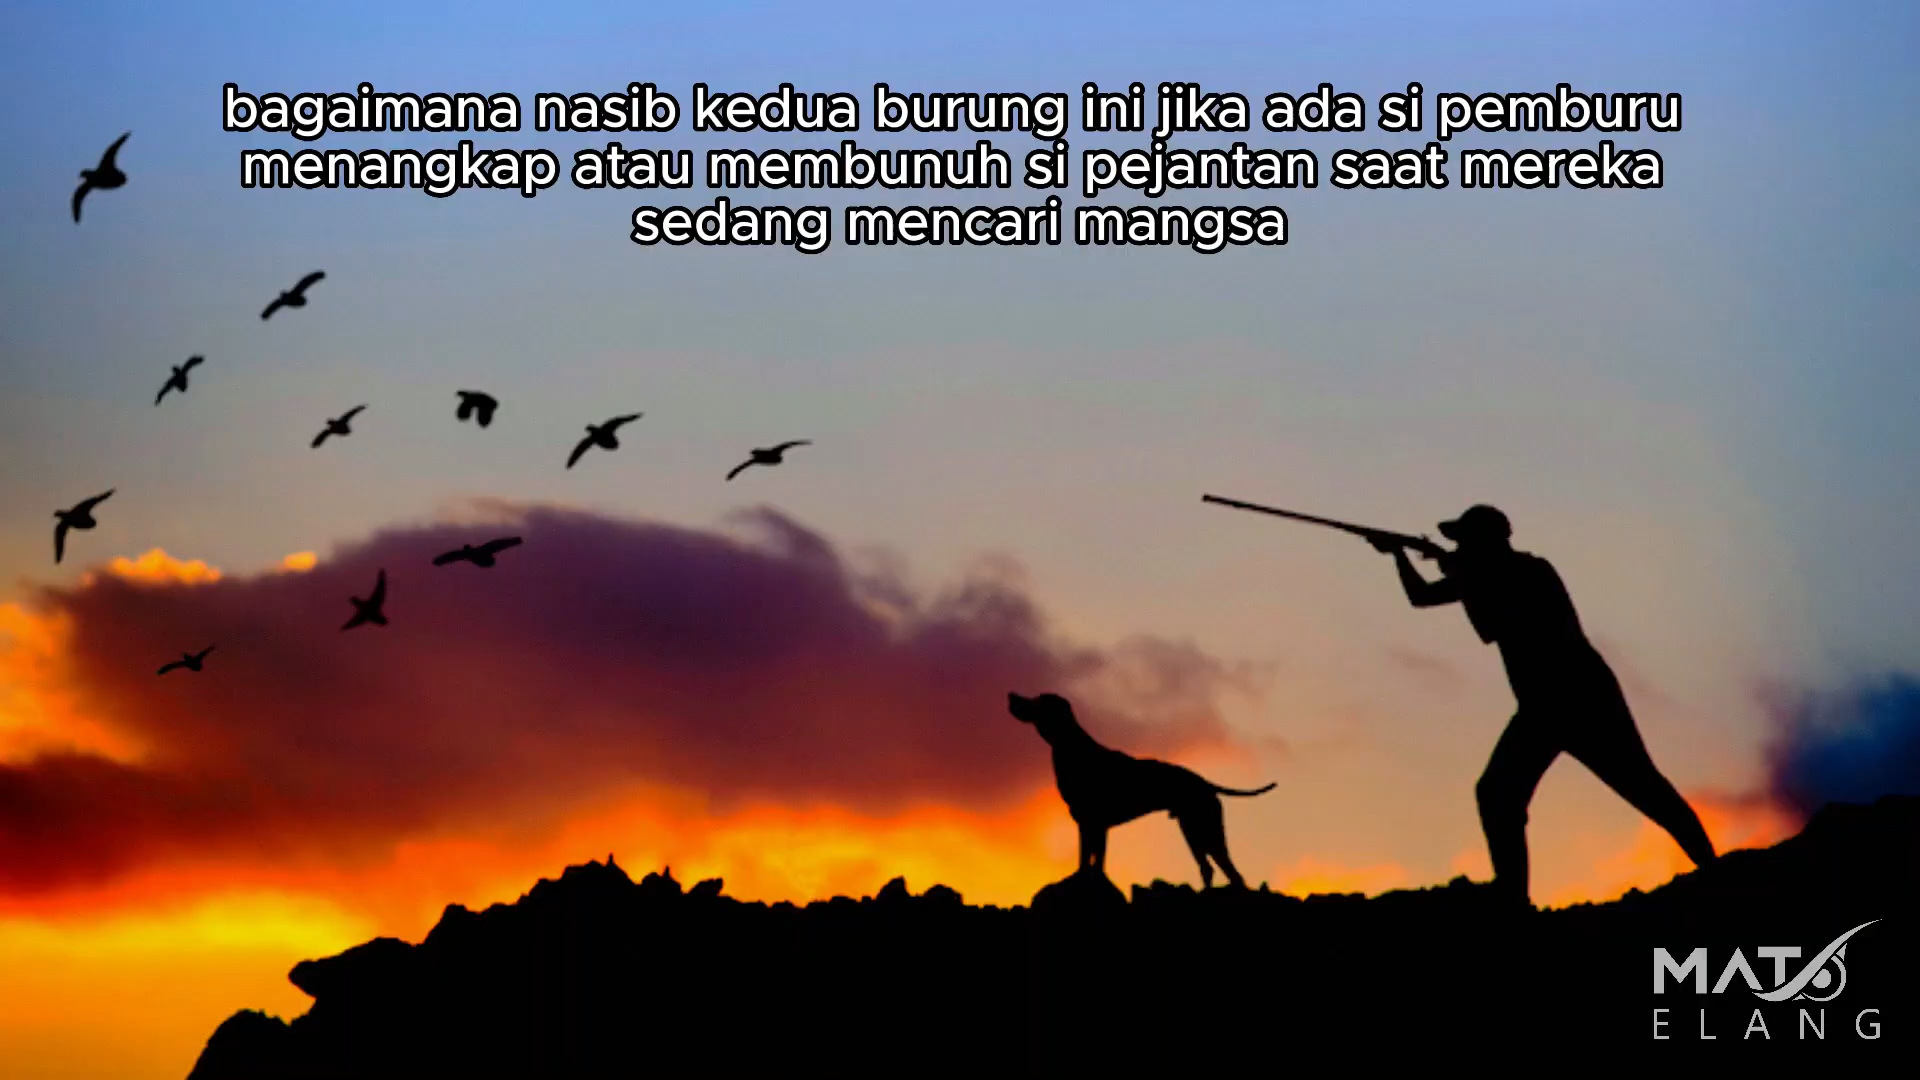 bagaimana nasib kedua burung ini jika ada si pemburu
menangkap atau membunuh si pejantan saat mereka
sedang mencari mangsa
MATA
ELANG